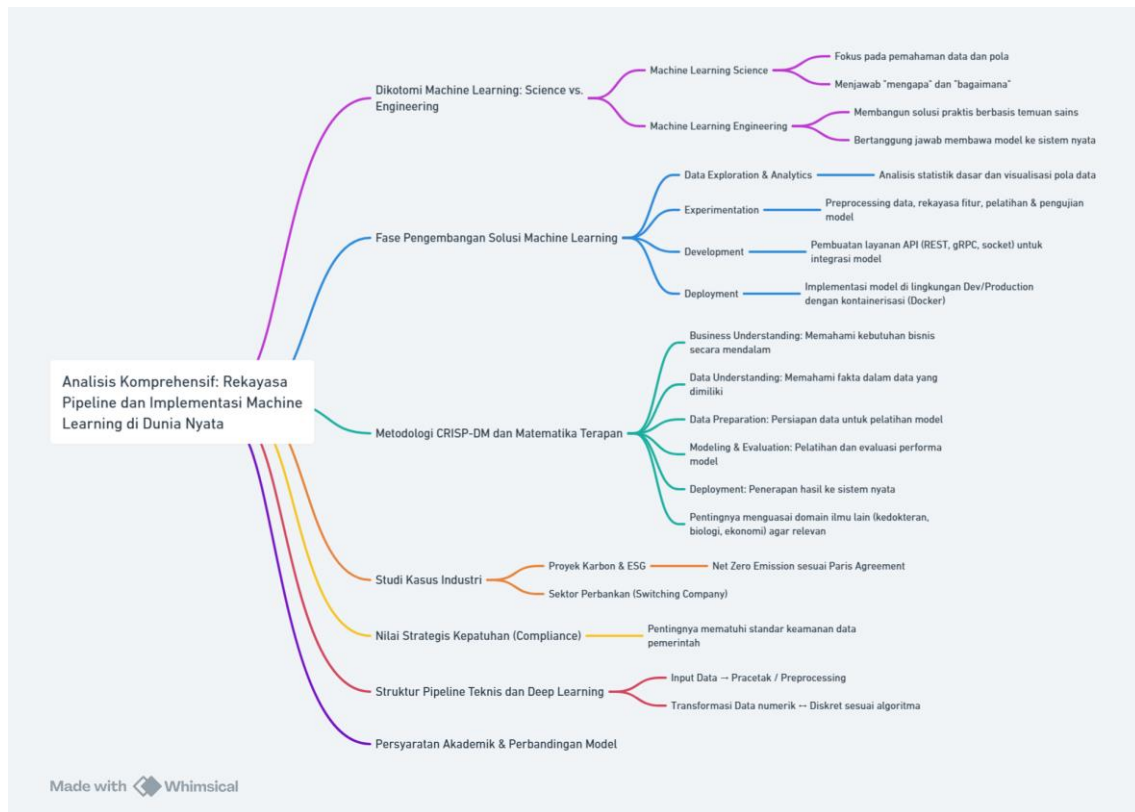 Analisis Komprehensif: Rekayasa
Pipeline dan Implementasi Machine
Learning di Dunia Nyata
Dikotomi Machine Learning: Science vs.
Engineering
Machine Learning Science
Fokus pada pemahaman data dan pola
Menjawab "mengapa" dan "bagaimana"
Machine Learning Engineering
Membangun solusi praktis berbasis temuan sains
Bertanggung jawab membawa model ke sistem nyata
Fase Pengembangan Solusi Machine Learning
Data Exploration & Analytics
Analisis statistik dasar dan visualisasi pola data
Experimentation
Preprocessing data, rekayasa fitur, pelatihan & pengujian
model
Development
Pembuatan layanan API (REST, gRPC, socket) untuk
integrasi model
Deployment
Implementasi model di lingkungan Dev/Production
dengan kontainerisasi (Docker)
Metodologi CRISP-DM dan Matematika Terapan
Business Understanding: Memahami kebutuhan bisnis
secara mendalam
Data Understanding: Memahami fakta dalam data yang
dimiliki
Data Preparation: Persiapan data untuk pelatihan model
Modeling & Evaluation: Pelatihan dan evaluasi performa
model
Deployment: Penerapan hasil ke sistem nyata
Pentingnya menguasai domain ilmu lain (kedokteran,
biologi, ekonomi) agar relevan
Studi Kasus Industri
Proyek Karbon & ESG
Net Zero Emission sesuai Paris Agreement
Sektor Perbankan (Switching Company)
Nilai Strategis Kepatuhan (Compliance)
Pentingnya mematuhi standar keamanan data
pemerintah
Struktur Pipeline Teknis dan Deep Learning
Input Data → Pracetak / Preprocessing
Transformasi Data numerik ↔ Diskret sesuai algoritma
Persyaratan Akademik & Perbandingan Model
Made with Whimsical